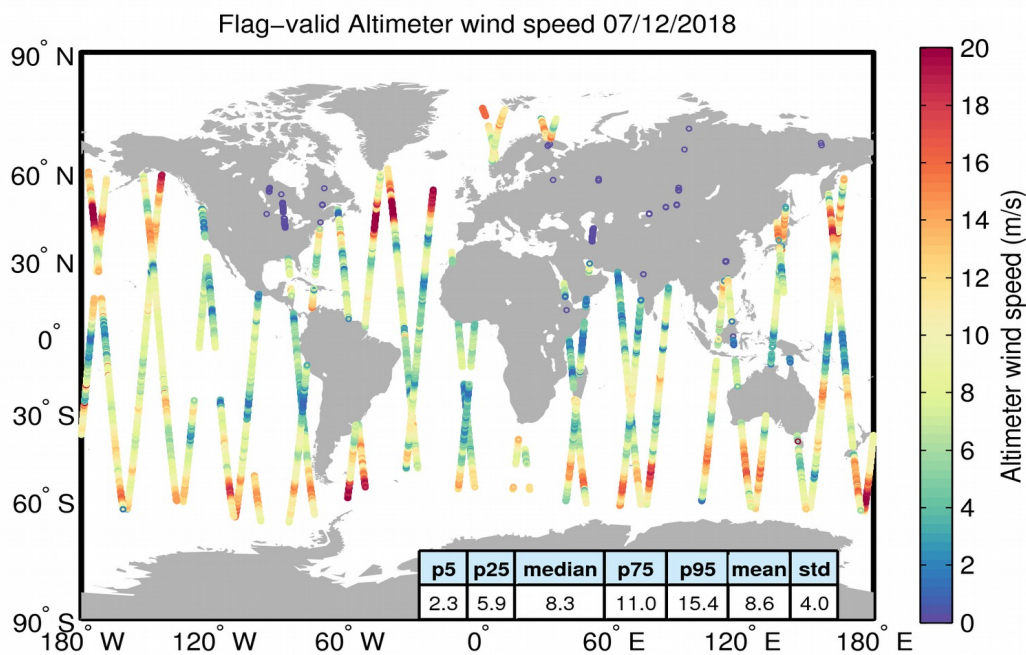 Flag−valid Altimeter wind speed 07/12/2018
90° N
60° N
30° N
0°
30° S
60° S
90° S
180° W
120° W
60° W
0°
60° E
120° E
180° E
p5 p25 median p75 p95 mean std
2.3 5.9 8.3 11.0 15.4 8.6 4.0
20
18
16
14
12
10
8
6
4
2
0
Altimeter wind speed (m/s)